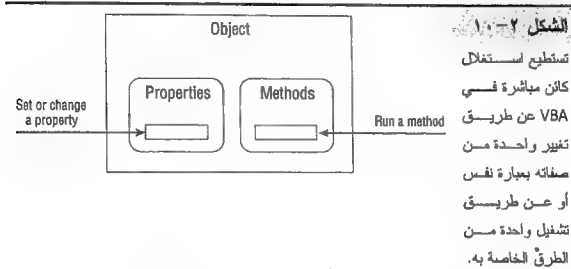 الشكل ٢-١٠
تستطيع استغلال
كائن مباشرة في
VBA عن طريق
تغيير واحدة من
صفاته بعبارة نفس
أو عن طريق
تشغيل واحدة من
الطرق الخاصة به.
Object
Properties
Methods
Set or change
a property
Run a method